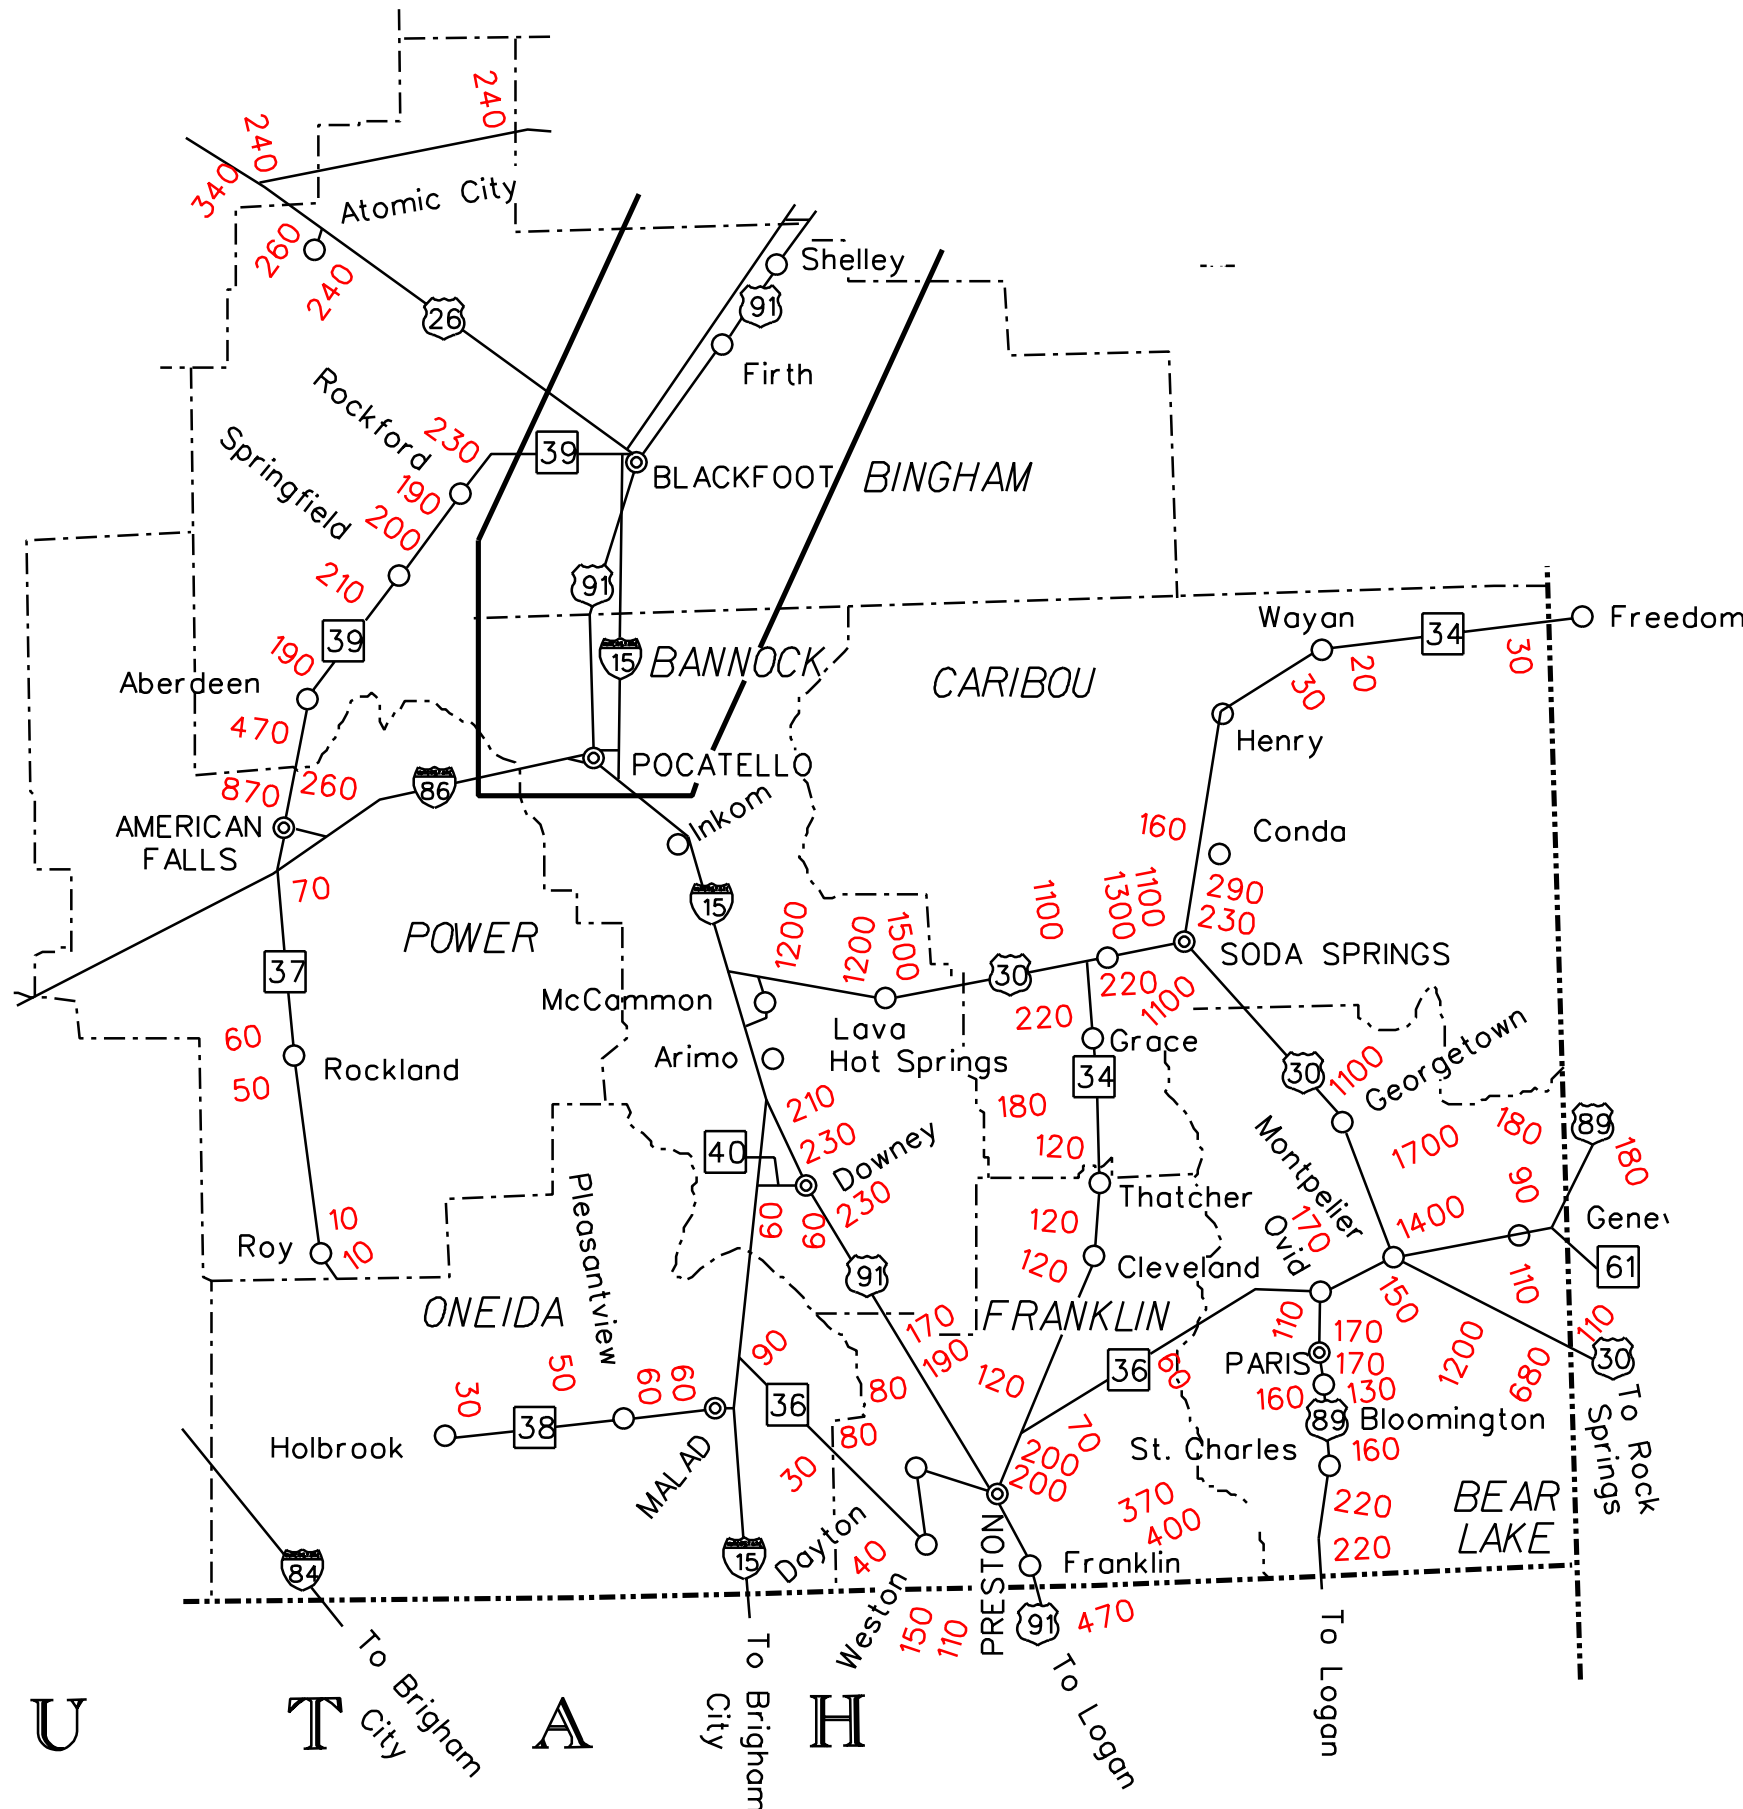 240
240
340
Atomic City
260
240
26
Shelley
91
Firth
Rockford
230
39
Springfield
190
BLACKFOOT
BINGHAM
200
210
91
39
190
Aberdeen
470
15
BANNOCK
CARIBOU
Wayan
34
Freedom
30
20
30
Henry
POCATELLO
870
260
86
Inkom
AMERICAN
FALLS
160
Conda
70
15
290
230
1100
1300
1100
POWER
1200
1200
1500
SODA SPRINGS
37
30
220
1100
220
McCammon
Lava
Hot Springs
Arimo
Grace
60
Rockland
50
34
30
1100
Georgetown
210
180
230
120
40
Downey
230
Montpelier
1700
180
89
180
90
Pleasantview
60
60
Thatcher
120
1400
10
10
Roy
120
Cleveland
Ovid
170
61
91
150
110
ONEIDA
170
FRANKLIN
110
170
110
90
190
PARIS
170
1200
30
30
50
60
60
80
120
36
60
160
130
680
36
Holbrook
38
80
70
89
Bloomington
To Rock
Springs
MALAD
30
200
200
St. Charles
160
370
400
220
BEAR
LAKE
84
15
Dayton
40
PRESTON
Franklin
220
Weston
150
110
91
470
To Brigham
City
To Brigham
City
To Logan
To Logan
U T A H